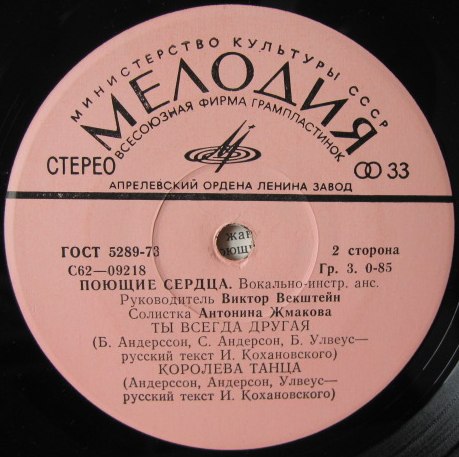 МИНИСТЕРСТВО КУЛЬТУРЫ СССР
МЕЛОДИЯ
ВСЕСОЮЗНАЯ ФИРМА ГРАМПЛАСТИНОК
СТЕРЕО
33
АПРЕЛЕВСКИЙ ОРДЕНА ЛЕНИНА ЗАВОД
ГОСТ 5289-73
2 сторона
С62—09218
Гр. 3. 0-85
ПОЮЩИЕ СЕРДЦА. Вокально-инстр. анс.
Руководитель Виктор Векштейн
Солистка Антонина Жмакова
ТЫ ВСЕГДА ДРУГАЯ
(Б. Андерссон, С. Андерсон, Б. Улвеус—
русский текст И. Кохановского)
КОРОЛЕВА ТАНЦА
(Андерссон, Андерсон, Улвеус—
русский текст И. Кохановского)